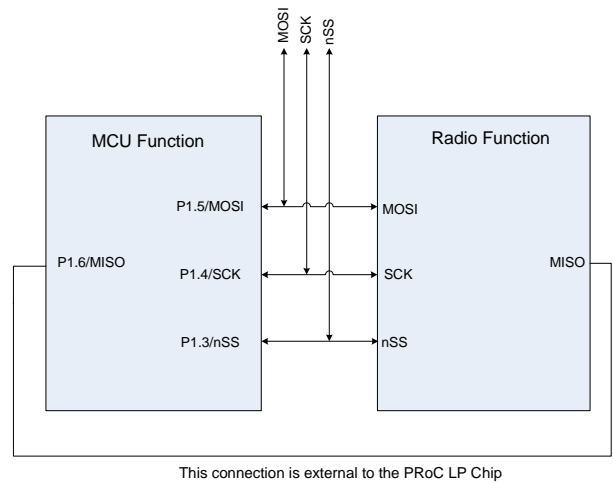 MOSI
SCK
nSS
MCU Function
Radio Function
P1.5/MOSI
MOSI
P1.6/MISO
P1.4/SCK
SCK
MISO
P1.3/nSS
nSS
This connection is external to the PRoC LP Chip